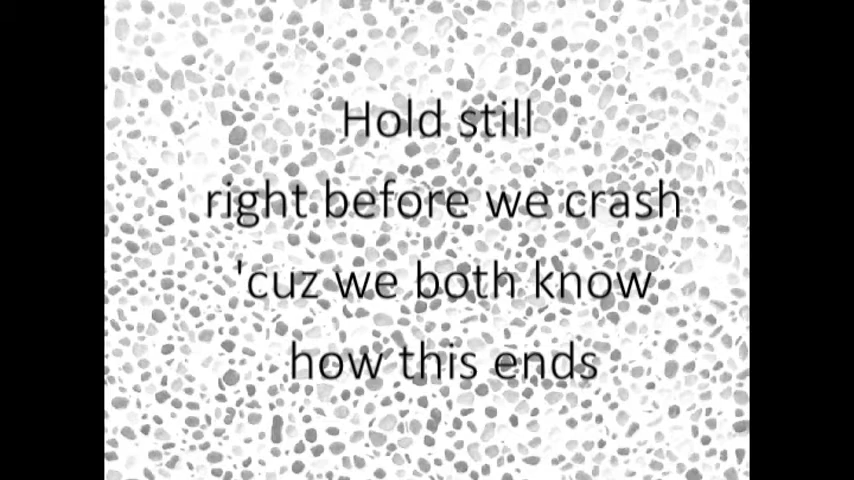 Hold still
right before we crash
'cuz we both know
how this ends